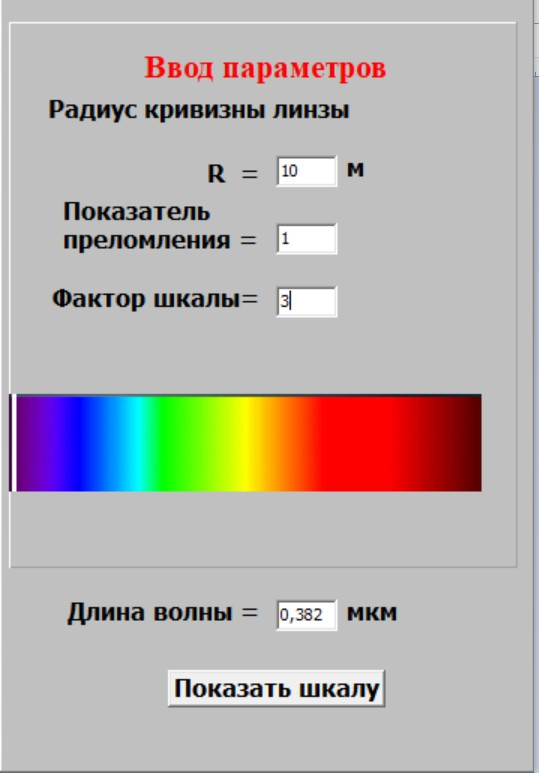 Ввод параметров
Радиус кривизны линзы
R = 10 м
Показатель
преломления = 1
Фактор шкалы= 3
Длина волны = 0,382 мкм
Показать шкалу